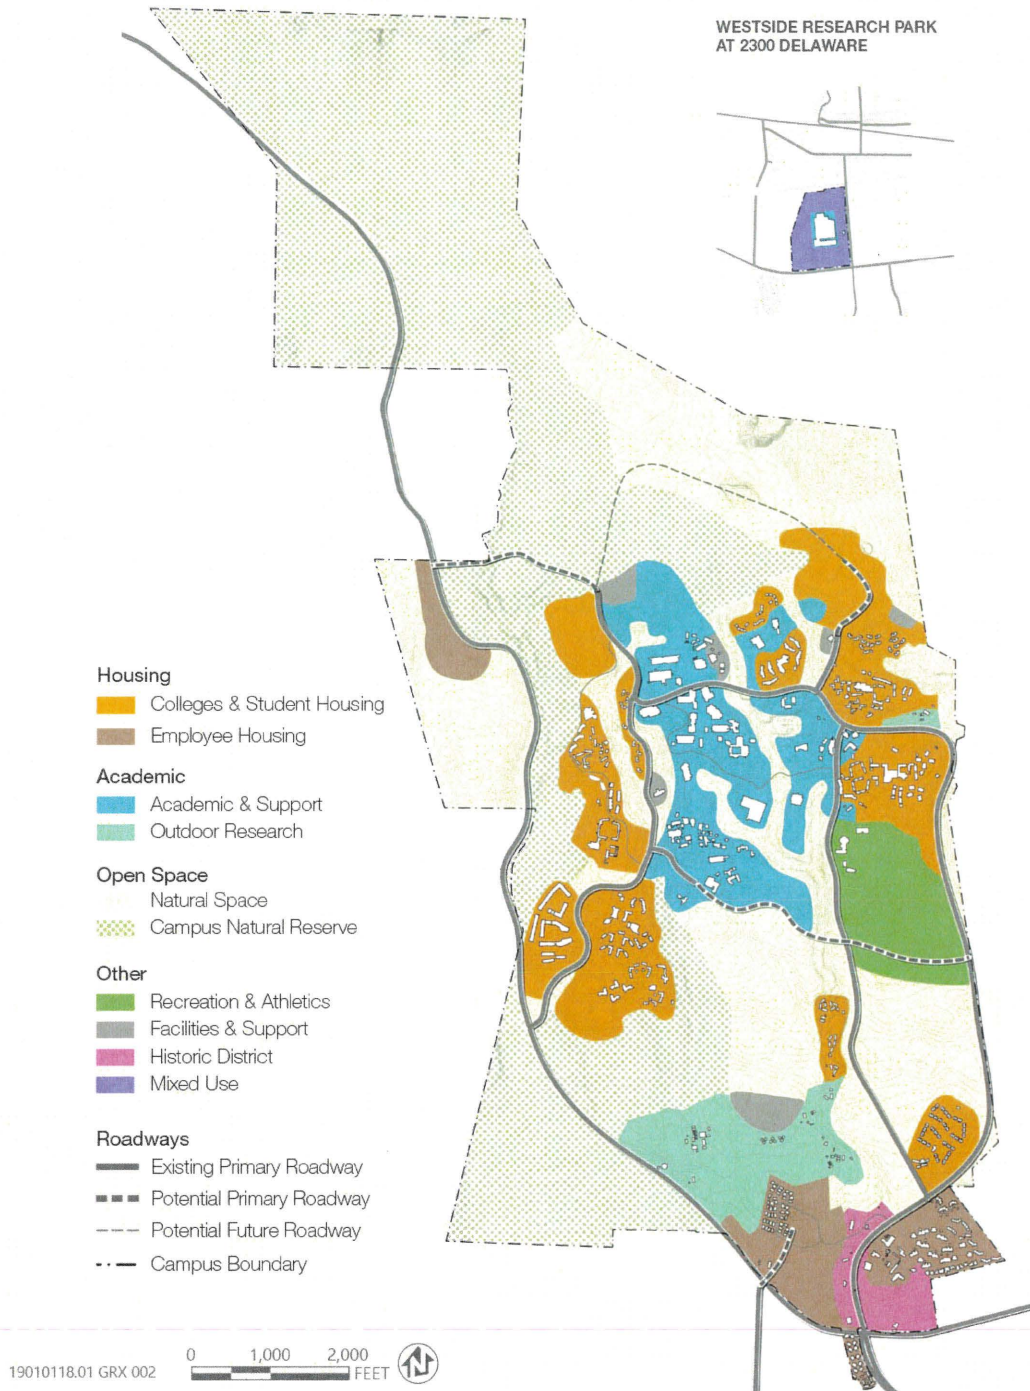 WESTSIDE RESEARCH PARK
AT 2300 DELAWARE
Housing
Colleges & Student Housing
Employee Housing
Academic
Academic & Support
Outdoor Research
Open Space
Natural Space
Campus Natural Reserve
Other
Recreation & Athletics
Facilities & Support
Historic District
Mixed Use
Roadways
Existing Primary Roadway
Potential Primary Roadway
Potential Future Roadway
Campus Boundary
19010118.01 GRX 002
0 1,000 2,000
FEET
N